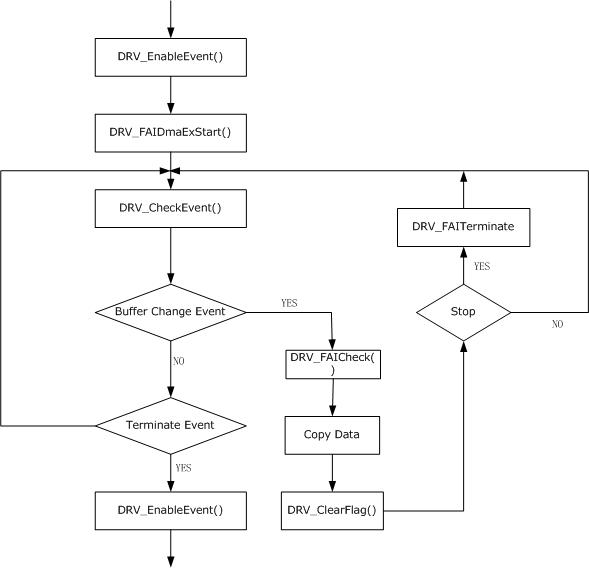 DRV_EnableEvent()
DRV_FAIDmaExStart()
DRV_CheckEvent()
Buffer Change Event
YES
NO
Terminate Event
YES
DRV_EnableEvent()
DRV_FAICheck(
)
Copy Data
DRV_ClearFlag()
Stop
YES
NO
DRV_FAITerminate